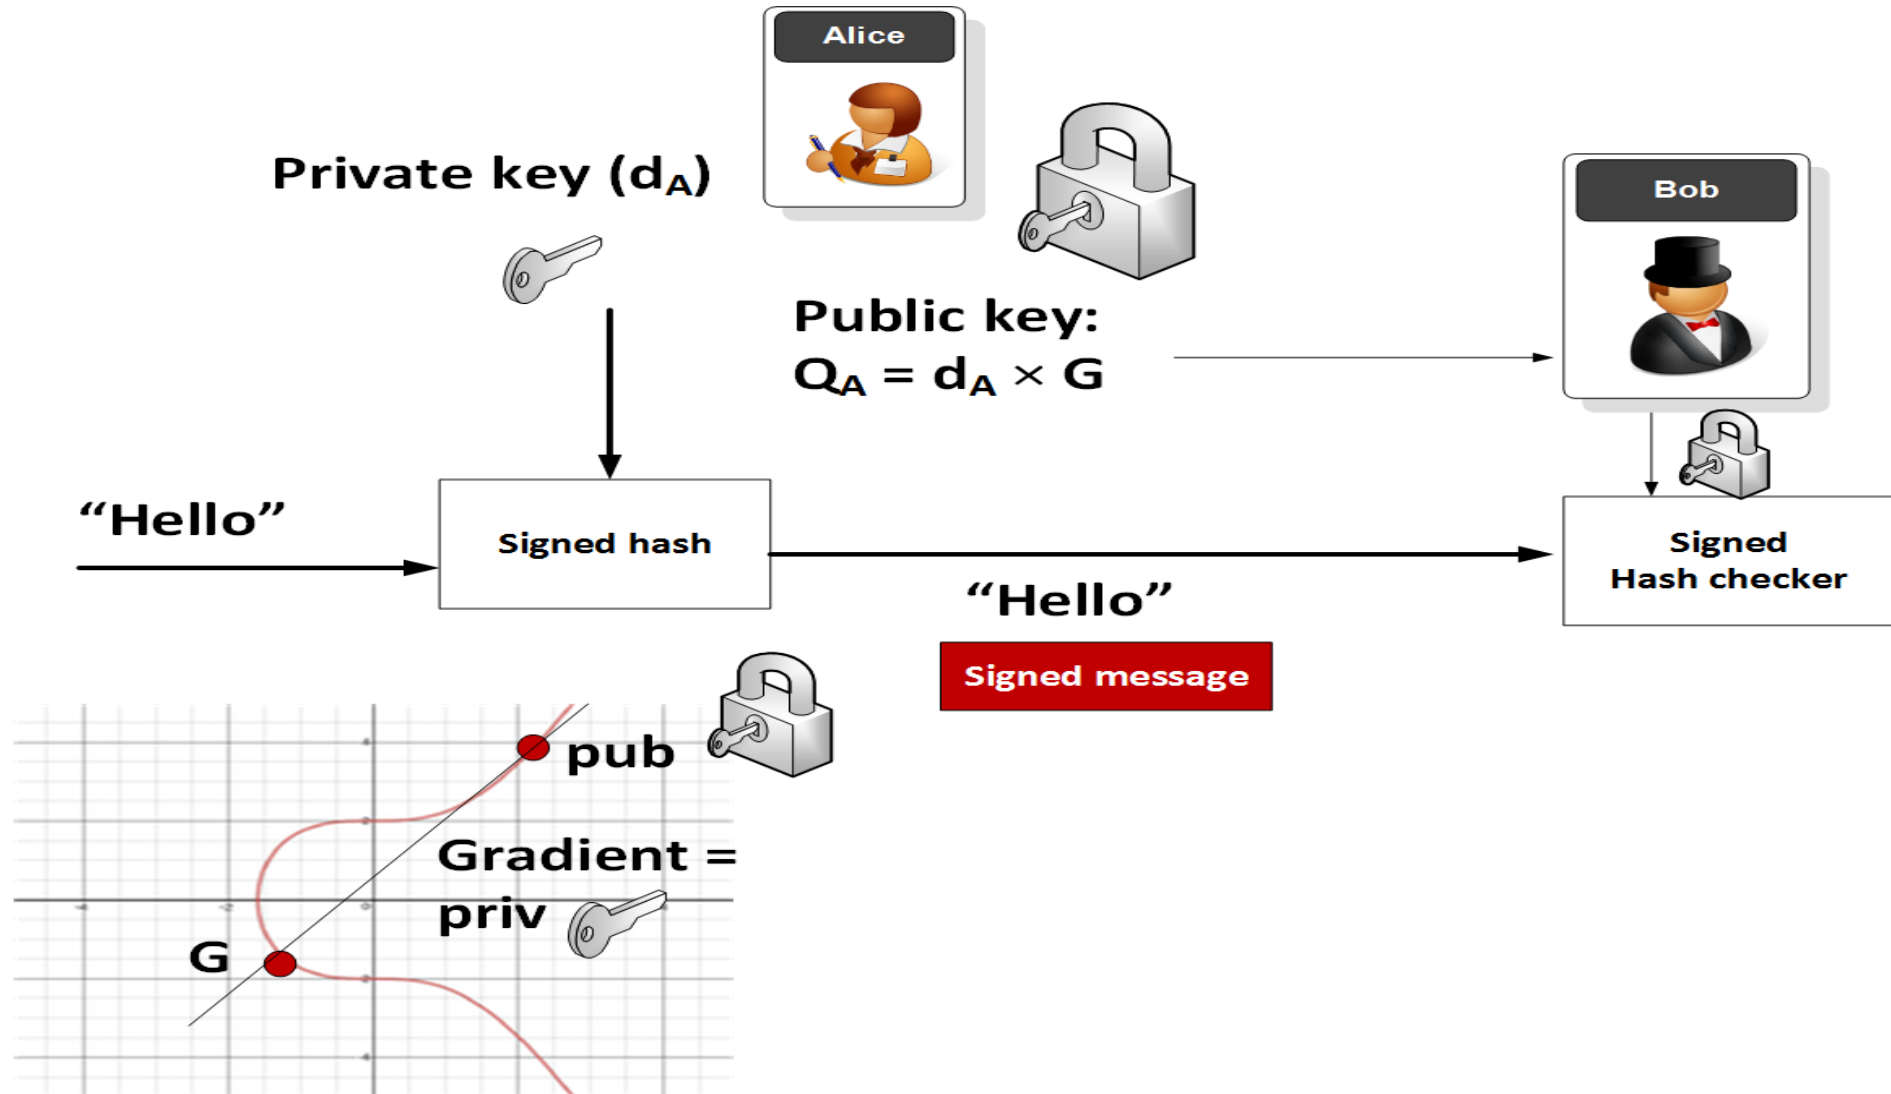 Alice
Private key (dA)
Bob
Public key:
QA = dA × G
“Hello”
Signed hash
Signed
Hash checker
“Hello”
Signed message
pub
Gradient =
priv
G